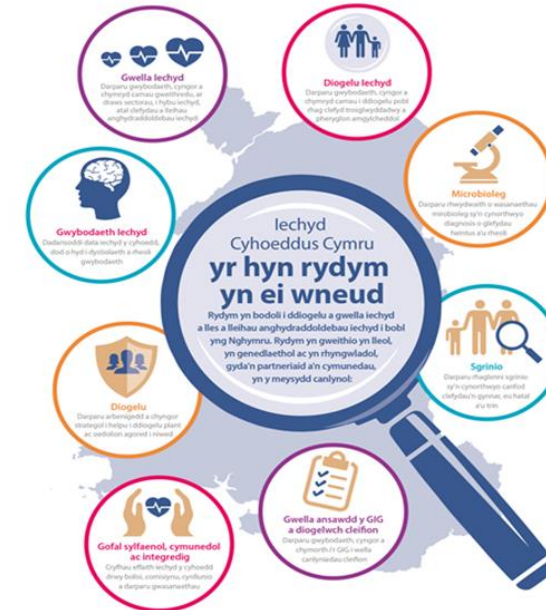 Gwella Iechyd
Darparu gwybodaeth, cyngor a
chymryd camau gweithredu, ar
draws sectorau, i hybu iechyd,
atal clefydau a lleihau
anghydraddoldebau iechyd
Diogelu Iechyd
Darparu gwybodaeth, cyngor a
chymryd camau i ddiogelu pobl
rhag clefyd trosglwyddadwy a
pheryglon amgylcheddol
Gwybodaeth Iechyd
Dadansoddi data iechyd y cyhoedd,
dod o hyd i dystiolaeth a rheoli
gwybodaeth
Microbioleg
Darparu rhwydwaith o wasanaethau
mirobioleg sy'n cynorthwyo
diagnosis o glefydau
heintus a'u rheoli
Iechyd
Cyhoeddus Cymru
yr hyn rydym
yn ei wneud
Rydym yn bodoli i ddiogelu a gwella iechyd
a lles a lleihau anghydraddoldebau iechyd i bobl
yng Nghymru. Rydym yn gweithio yn lleol,
yn genedlaethol ac yn rhyngwladol,
gyda'n partneriaid a'n cymunedau,
yn y meysydd canlynol:
Sgrinio
Darparu rhaglenni sgrinio
sy'n cynorthwyo canfod
clefydau'n gynnar, eu hatal
a'u trin
Diogelu
Darparu arbenigedd a chyngor
strategol i helpu i ddiogelu plant
ac oedolion agored i niwed
Gwella ansawdd y GIG
a diogelwch cleifion
Darparu gwybodaeth, cyngor a
chymorth i'r GIG i wella
canlyniadau cleifion
Gofal sylfaenol, cymunedol
ac integredig
Cryfhau effaith iechyd y cyhoedd
drwy bolisi, comisiynu, cynllunio
a darparu gwasanaethau